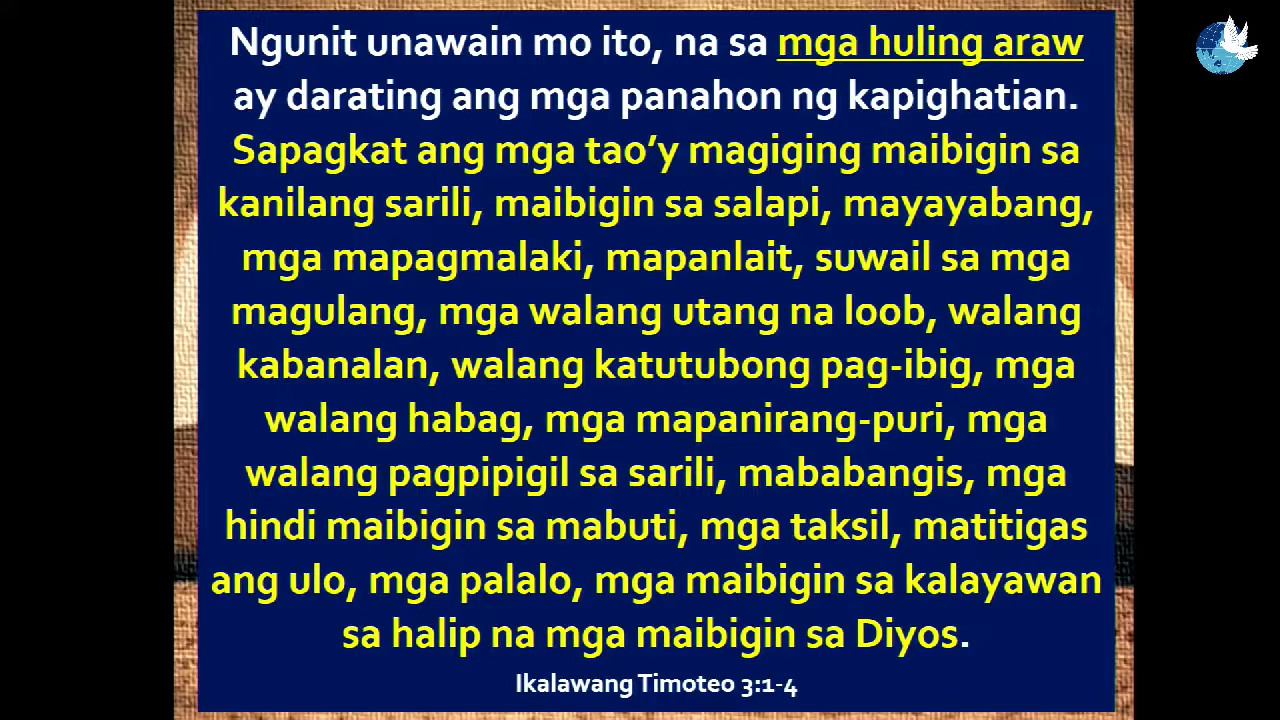 Ngunit unawain mo ito, na sa mga huling araw
ay darating ang mga panahon ng kapighatian.
Sapagkat ang mga tao’y magiging maibigin sa
kanilang sarili, maibigin sa salapi, mayayabang,
mga mapagmalaki, mapanlait, suwail sa mga
magulang, mga walang utang na loob, walang
kabanalan, walang katutubong pag-ibig, mga
walang habag, mga mapanirang-puri, mga
walang pagpipigil sa sarili, mababangis, mga
hindi maibigin sa mabuti, mga taksil, matitigas
ang ulo, mga palalo, mga maibigin sa kalayawan
sa halip na mga maibigin sa Diyos.
Ikalawang Timoteo 3:1-4